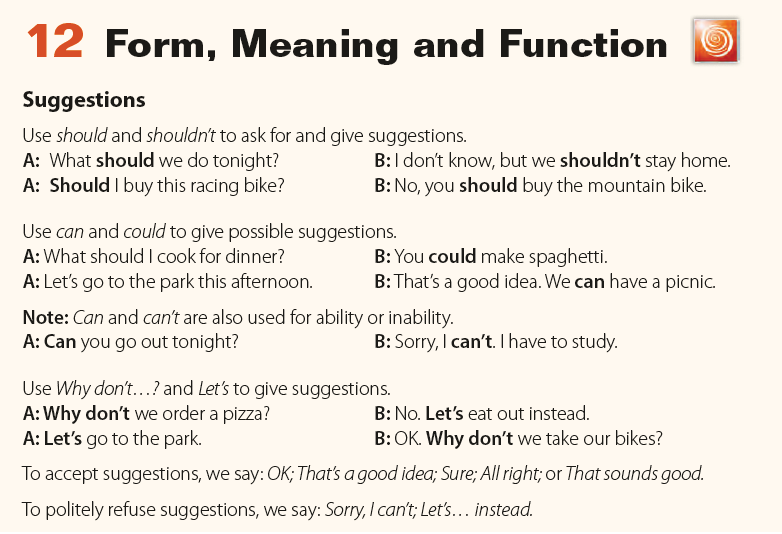 12 Form, Meaning and Function
Suggestions
Use should and shouldn't to ask for and give suggestions.
A: What should we do tonight? B: I don't know, but we shouldn't stay home.
A: Should I buy this racing bike? B: No, you should buy the mountain bike.
Use can and could to give possible suggestions.
A: What should I cook for dinner? B: You could make spaghetti.
A: Let's go to the park this afternoon. B: That's a good idea. We can have a picnic.
Note: Can and can't are also used for ability or inability.
A: Can you go out tonight? B: Sorry, I can't. I have to study.
Use Why don't…? and Let's to give suggestions.
A: Why don't we order a pizza? B: No. Let's eat out instead.
A: Let's go to the park. B: OK. Why don't we take our bikes?
To accept suggestions, we say: OK; That's a good idea; Sure; All right; or That sounds good.
To politely refuse suggestions, we say: Sorry, I can't; Let's… instead.